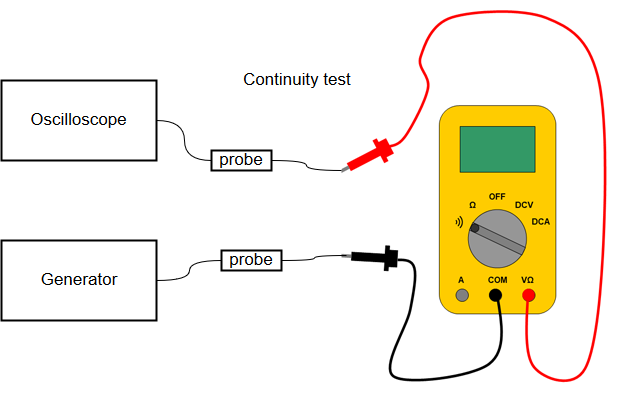 Continuity test
Oscilloscope
probe
Generator
probe
OFF
Ω
DCV
DCA
A
COM
VΩ